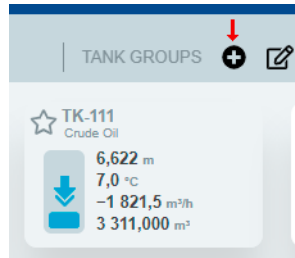 TANK GROUPS
TK-111
Crude Oil
6,622 m
7,0 °C
−1 821,5 m³/h
3 311,000 m³